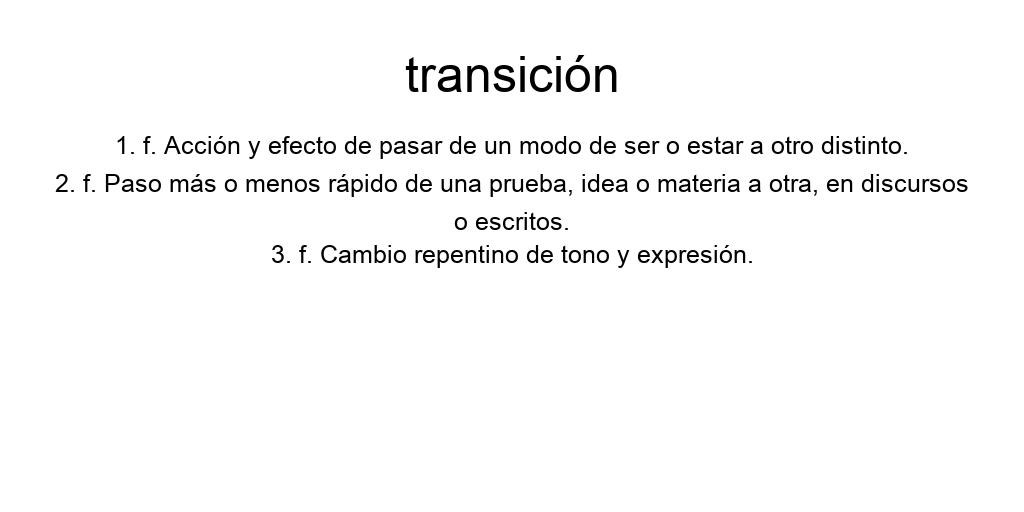 transición
1. f. Acción y efecto de pasar de un modo de ser o estar a otro distinto.
2. f. Paso más o menos rápido de una prueba, idea o materia a otra, en discursos
o escritos.
3. f. Cambio repentino de tono y expresión.